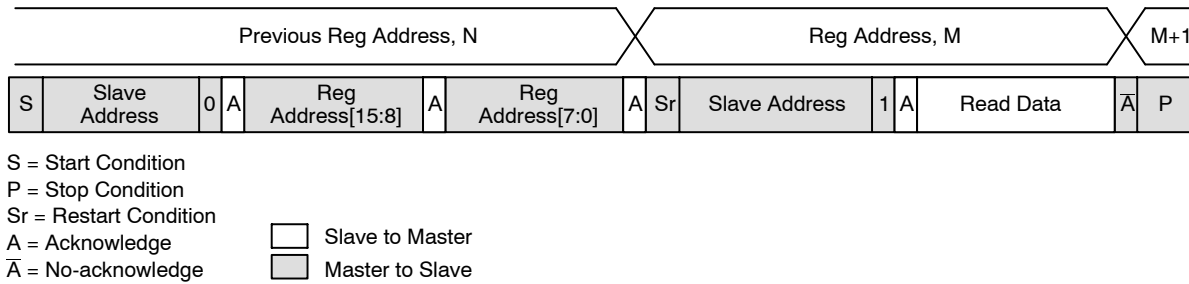 Previous Reg Address, N Reg Address, M M+1
S Slave Address 0 A Reg Address[15:8] A Reg Address[7:0] A Sr Slave Address 1 A Read Data A̅ P
S = Start Condition
P = Stop Condition
Sr = Restart Condition
A = Acknowledge
A̅ = No-acknowledge
Slave to Master
Master to Slave